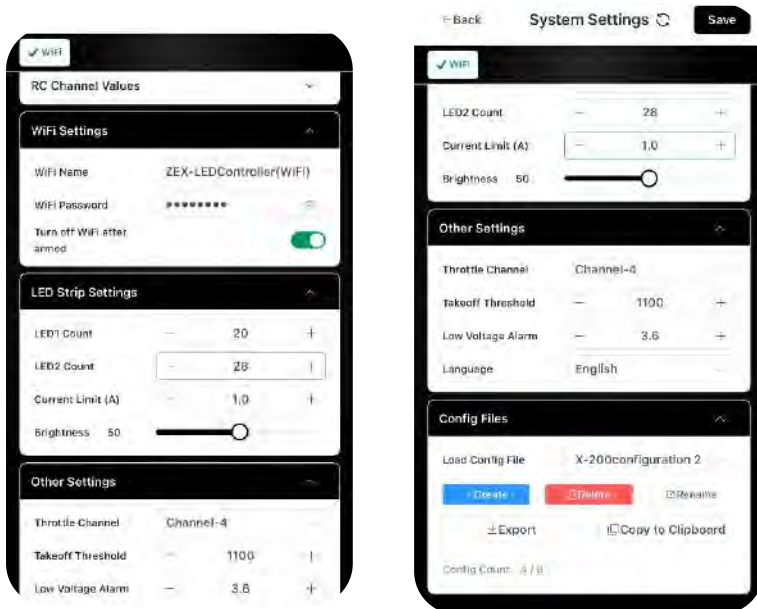 WiFi
RC Channel Values
WiFi Settings
WiFi Name ZEX-LEDController(WiFi)
WiFi Password ********
Turn off WiFi after
armed
LED Strip Settings
LED1 Count − 20 +
LED2 Count − 28 +
Current Limit (A) − 1.0 +
Brightness 50
Other Settings
Throttle Channel Channel-4
Takeoff Threshold − 1100 +
Low Voltage Alarm − 3.6 +
Back System Settings Save
WiFi
LED2 Count − 28 +
Current Limit (A) − 1.0 +
Brightness 50
Other Settings
Throttle Channel Channel-4
Takeoff Threshold − 1100 +
Low Voltage Alarm − 3.6 +
Language English
Config Files
Load Config File X-200configuration 2
Create Delete Rename
Export Copy to Clipboard
Config Count